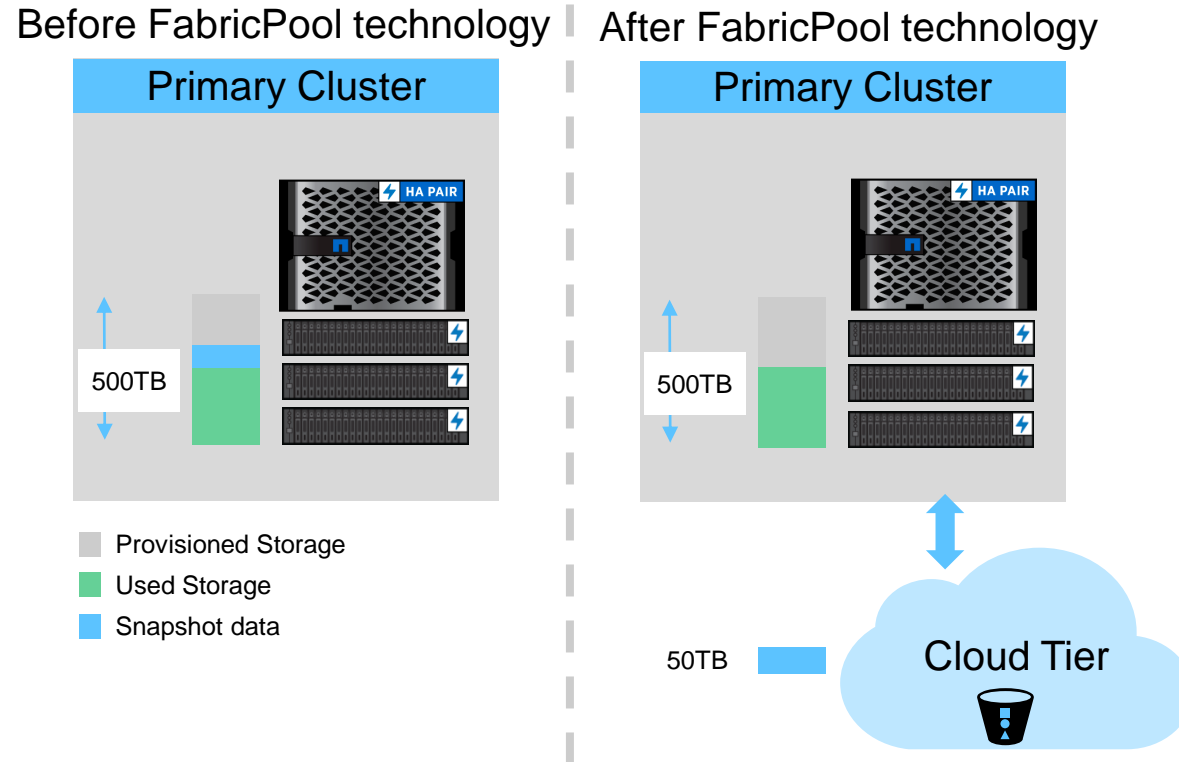 Before FabricPool technology
Primary Cluster
HA PAIR
500TB
Provisioned Storage
Used Storage
Snapshot data
After FabricPool technology
Primary Cluster
HA PAIR
500TB
50TB
Cloud Tier